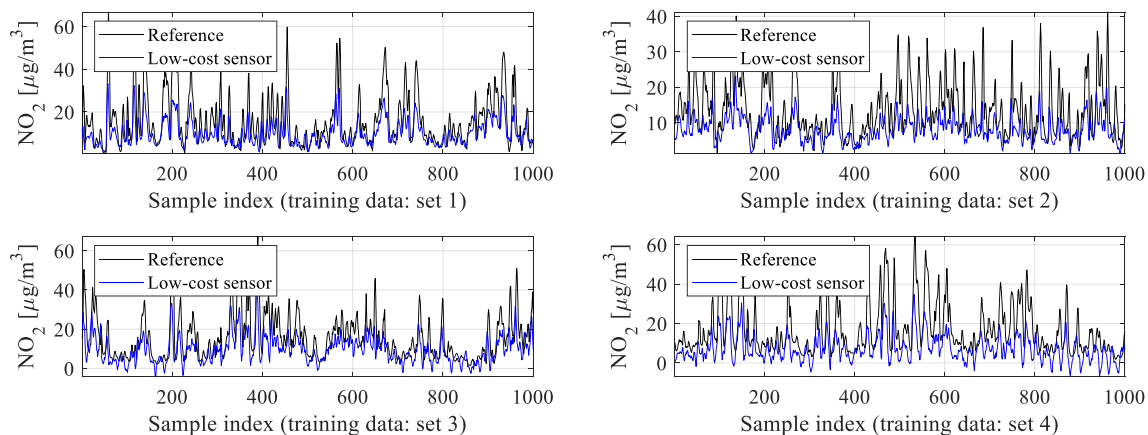 NO2 [μg/m3]
60
40
20
Reference
Low-cost sensor
200 400 600 800 1000
Sample index (training data: set 1)
NO2 [μg/m3]
40
30
20
10
Reference
Low-cost sensor
200 400 600 800 1000
Sample index (training data: set 2)
NO2 [μg/m3]
60
40
20
0
Reference
Low-cost sensor
200 400 600 800 1000
Sample index (training data: set 3)
NO2 [μg/m3]
60
40
20
0
Reference
Low-cost sensor
200 400 600 800 1000
Sample index (training data: set 4)